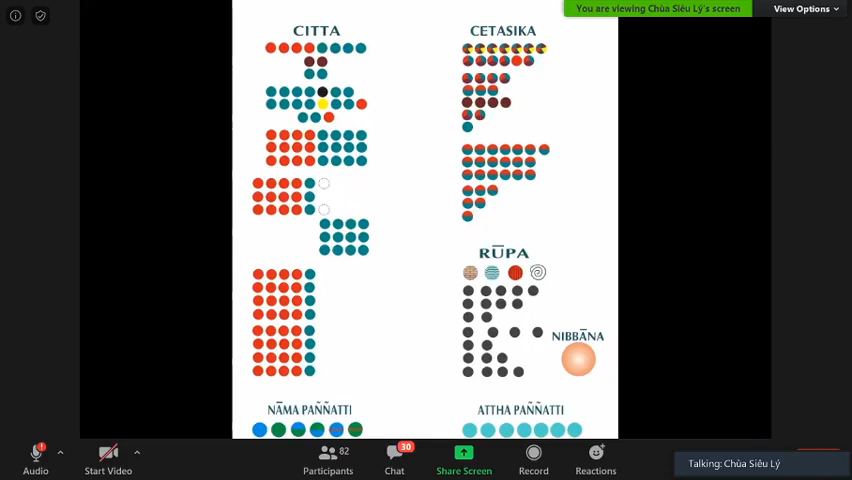 You are viewing Chùa Siêu Lý's screen
View Options
CITTA
CETASIKA
RŪPA
NIBBĀNA
NĀMA PAÑÑATTI
ATTHA PAÑÑATTI
Audio
Start Video
82
Participants
30
Chat
Share Screen
Record
Reactions
Talking: Chùa Siêu Lý